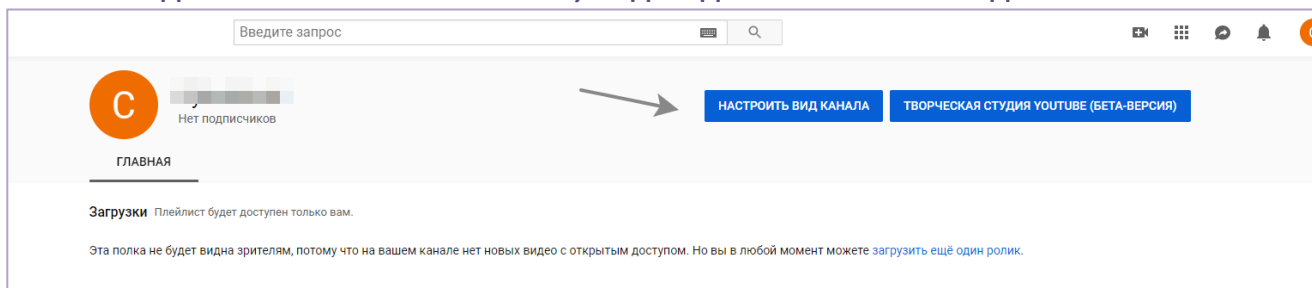 Введите запрос
C
Нет подписчиков
НАСТРОИТЬ ВИД КАНАЛА
ТВОРЧЕСКАЯ СТУДИЯ YOUTUBE (БЕТА-ВЕРСИЯ)
ГЛАВНАЯ
Загрузки Плейлист будет доступен только вам.
Эта полка не будет видна зрителям, потому что на вашем канале нет новых видео с открытым доступом. Но вы в любой момент можете загрузить ещё один ролик.